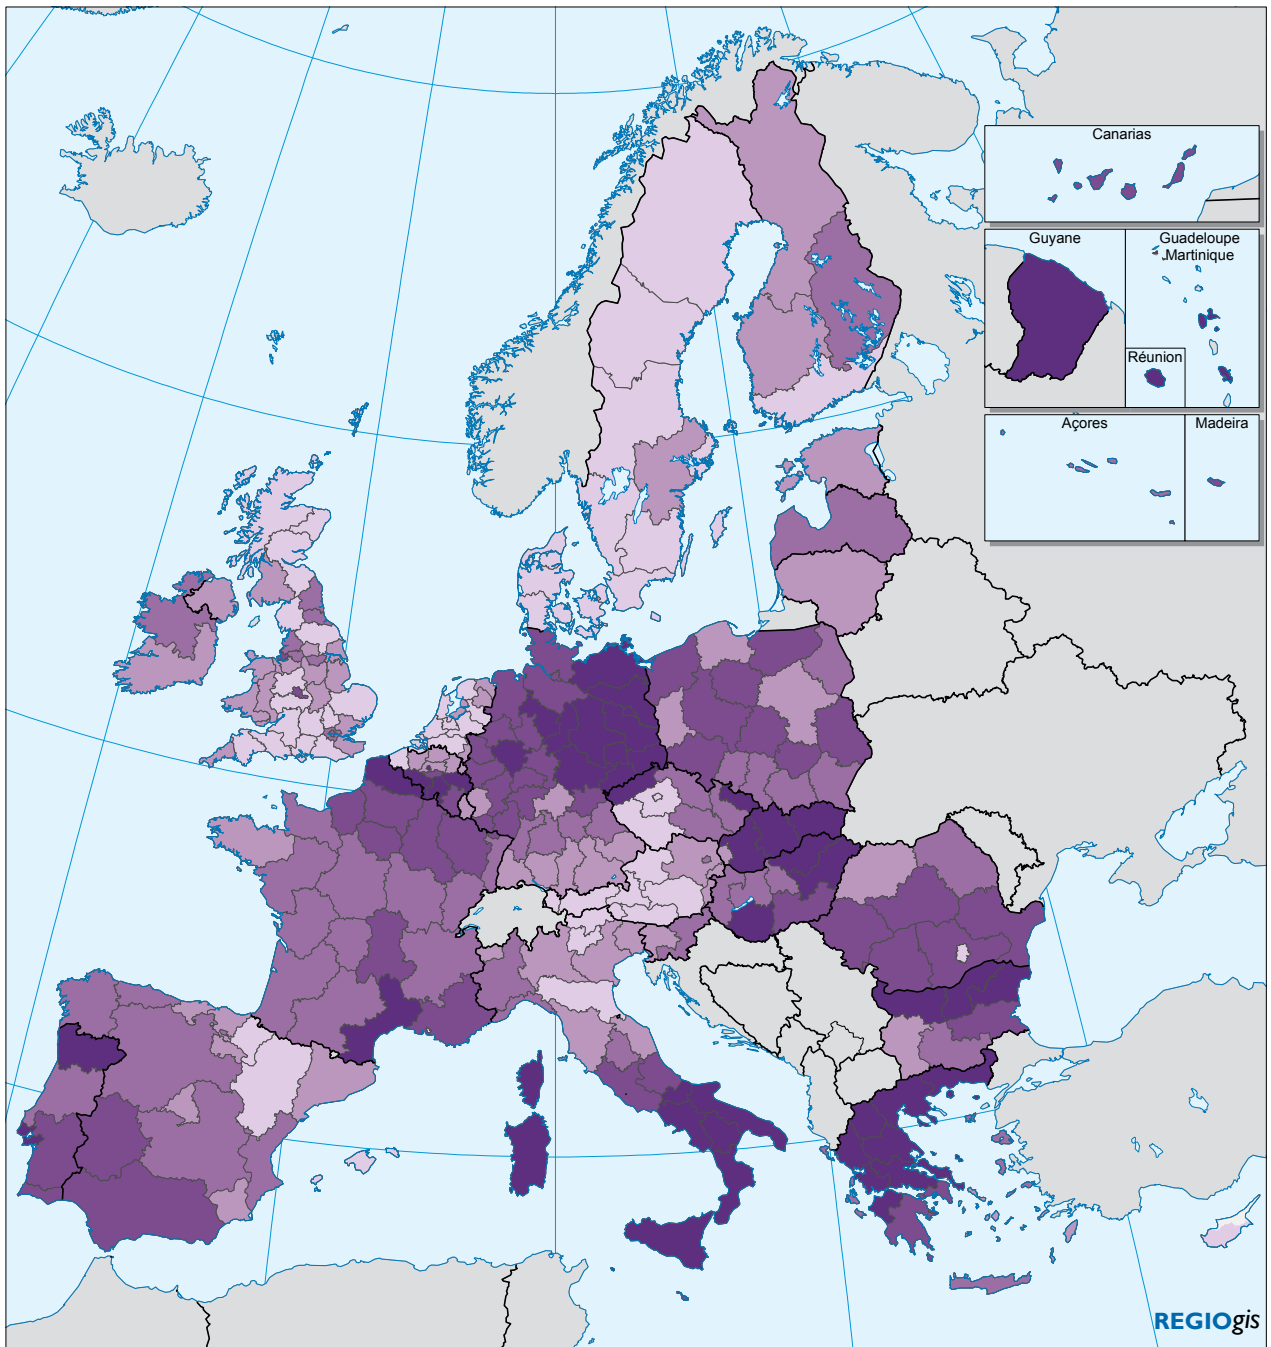 Canarias
Guyane
Guadeloupe
Martinique
Réunion
Açores
Madeira
REGIOgis